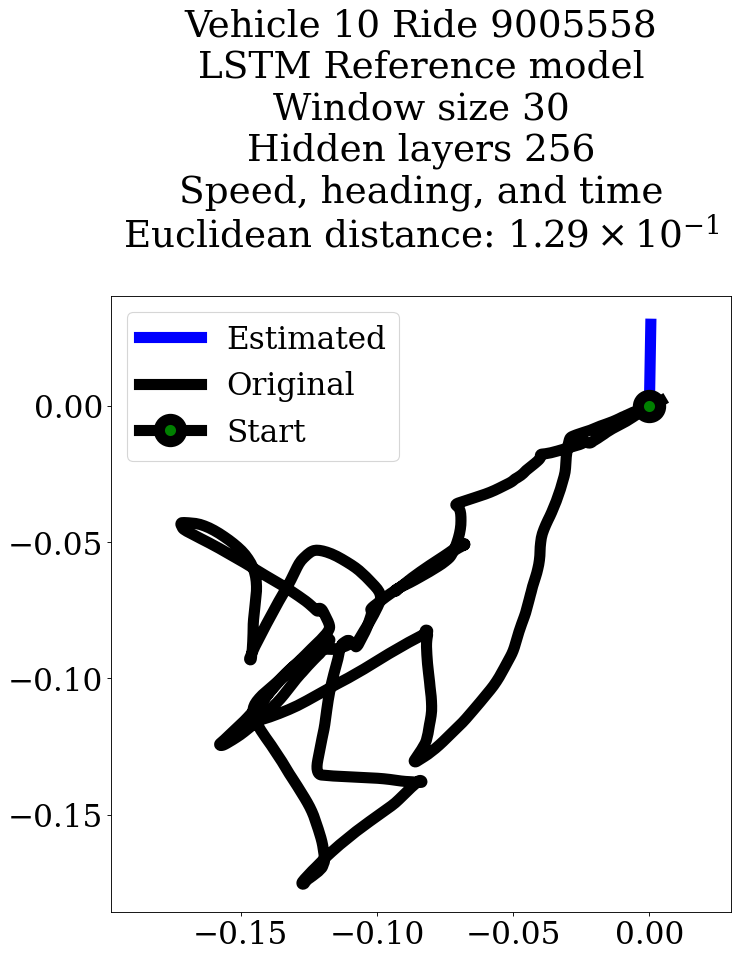 Vehicle 10 Ride 9005558
LSTM Reference model
Window size 30
Hidden layers 256
Speed, heading, and time
Euclidean distance: 1.29 × 10⁻¹
Estimated
Original
Start
0.00
−0.05
−0.10
−0.15
−0.15 −0.10 −0.05 0.00